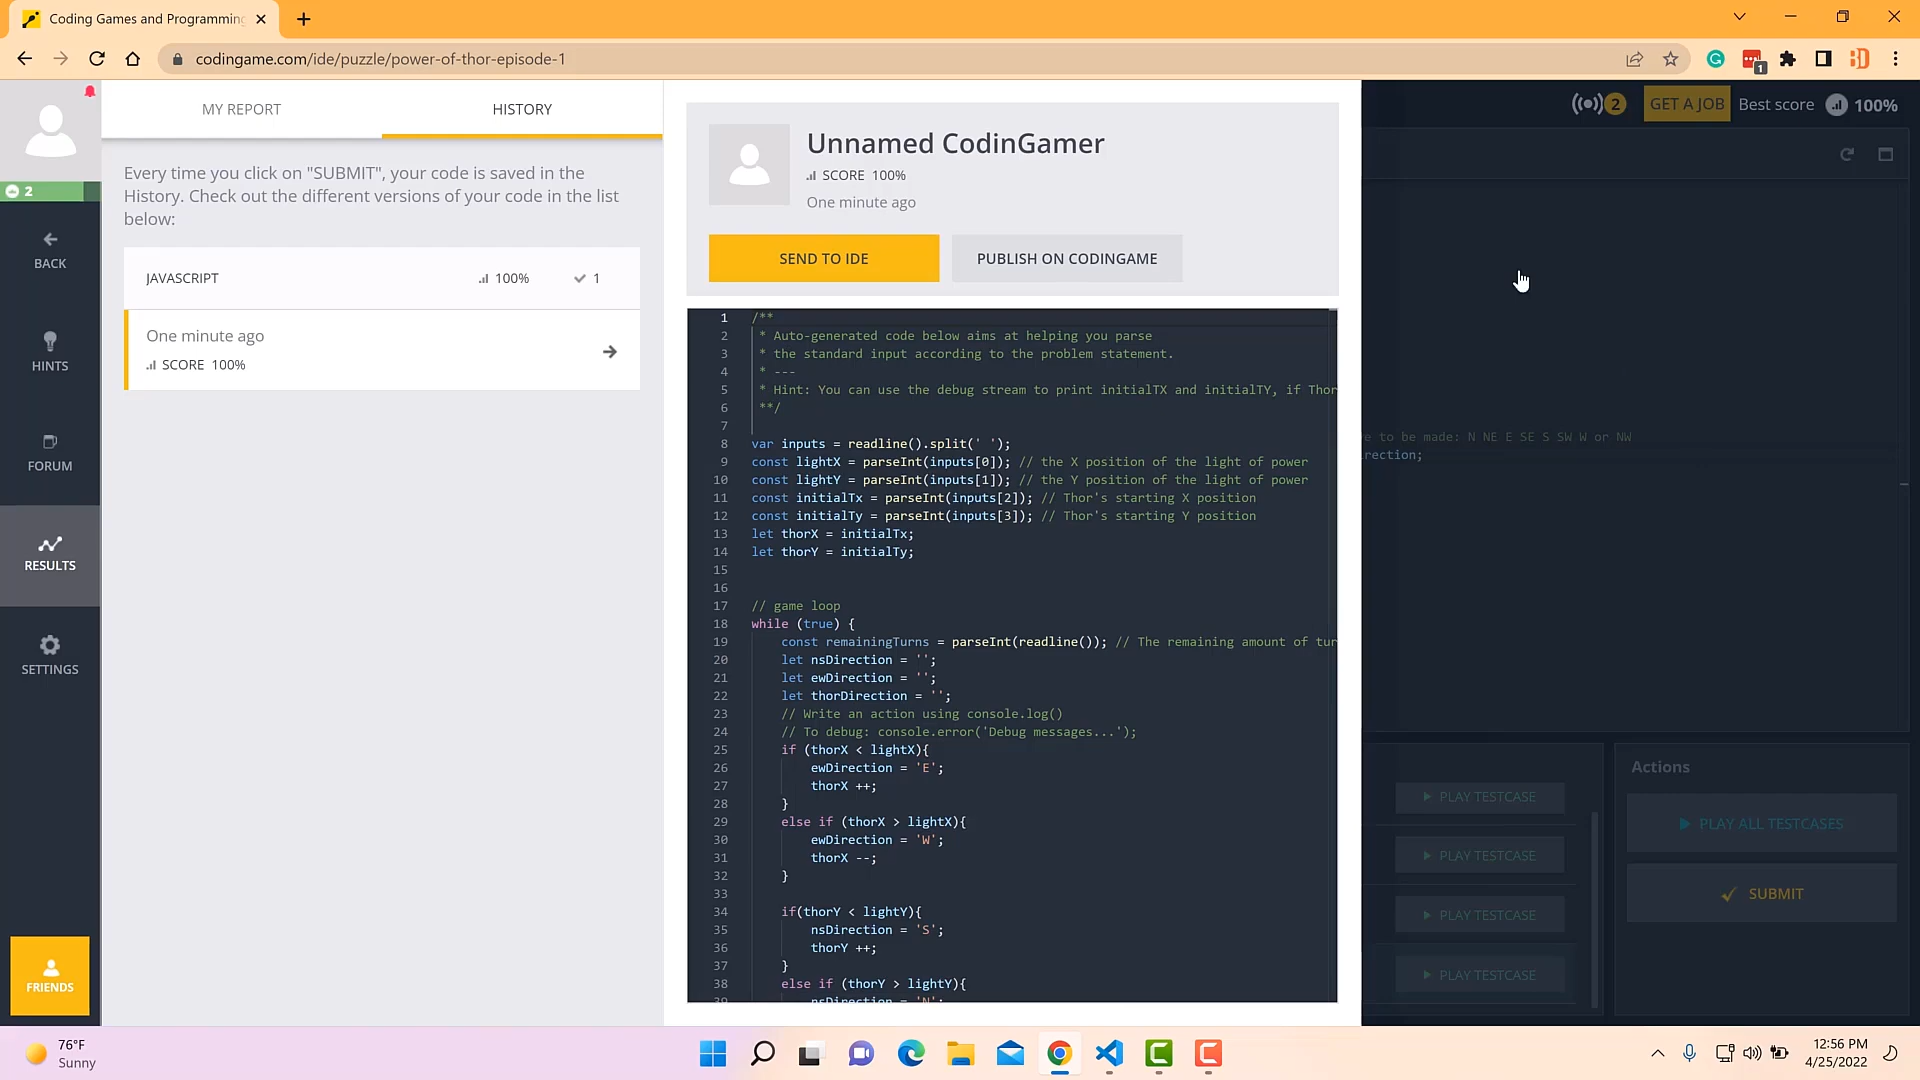 Coding Games and Programming
codingame.com/ide/puzzle/power-of-thor-episode-1
1
2
BACK
HINTS
FORUM
RESULTS
SETTINGS
FRIENDS
MY REPORT
HISTORY
Every time you click on "SUBMIT", your code is saved in the
History. Check out the different versions of your code in the list
below:
JAVASCRIPT 100% 1
One minute ago
SCORE 100%
Unnamed CodinGamer
SCORE 100%
One minute ago
SEND TO IDE
PUBLISH ON CODINGAME
1 /**
2 * Auto-generated code below aims at helping you parse
3 * the standard input according to the problem statement.
4 * ---
5 * Hint: You can use the debug stream to print initialTX and initialTY, if Thor
6 **/
7
8 var inputs = readline().split(' ');
9 const lightX = parseInt(inputs[0]); // the X position of the light of power
10 const lightY = parseInt(inputs[1]); // the Y position of the light of power
11 const initialTx = parseInt(inputs[2]); // Thor's starting X position
12 const initialTy = parseInt(inputs[3]); // Thor's starting Y position
13 let thorX = initialTx;
14 let thorY = initialTy;
15
16
17 // game loop
18 while (true) {
19 const remainingTurns = parseInt(readline()); // The remaining amount of tur
20 let nsDirection = '';
21 let ewDirection = '';
22 let thorDirection = '';
23 // Write an action using console.log()
24 // To debug: console.error('Debug messages...');
25 if (thorX < lightX){
26 ewDirection = 'E';
27 thorX ++;
28 }
29 else if (thorX > lightX){
30 ewDirection = 'W';
31 thorX --;
32 }
33
34 if(thorY < lightY){
35 nsDirection = 'S';
36 thorY ++;
37 }
38 else if (thorY > lightY){
39 nsDirection = 'N';
2
GET A JOB
Best score 100%
e to be made: N NE E SE S SW W or NW
rection;
PLAY TESTCASE
PLAY TESTCASE
PLAY TESTCASE
PLAY TESTCASE
Actions
PLAY ALL TESTCASES
SUBMIT
76°F
Sunny
12:56 PM
4/25/2022